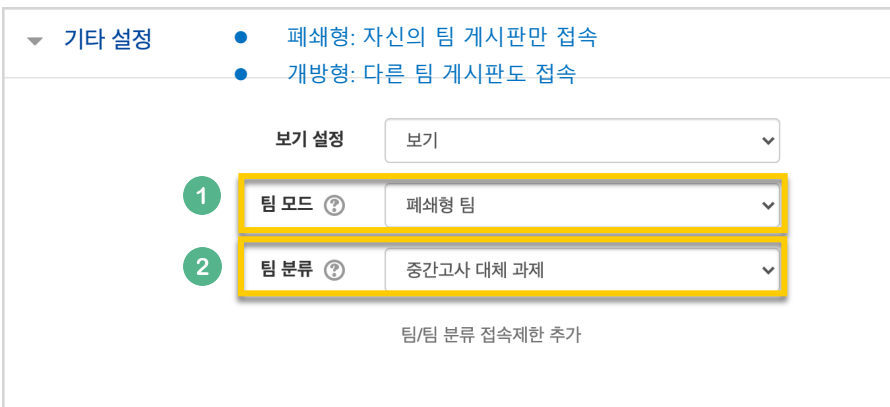 기타 설정
● 폐쇄형: 자신의 팀 게시판만 접속
● 개방형: 다른 팀 게시판도 접속
보기 설정 보기
1 팀 모드 ? 폐쇄형 팀
2 팀 분류 ? 중간고사 대체 과제
팀/팀 분류 접속제한 추가